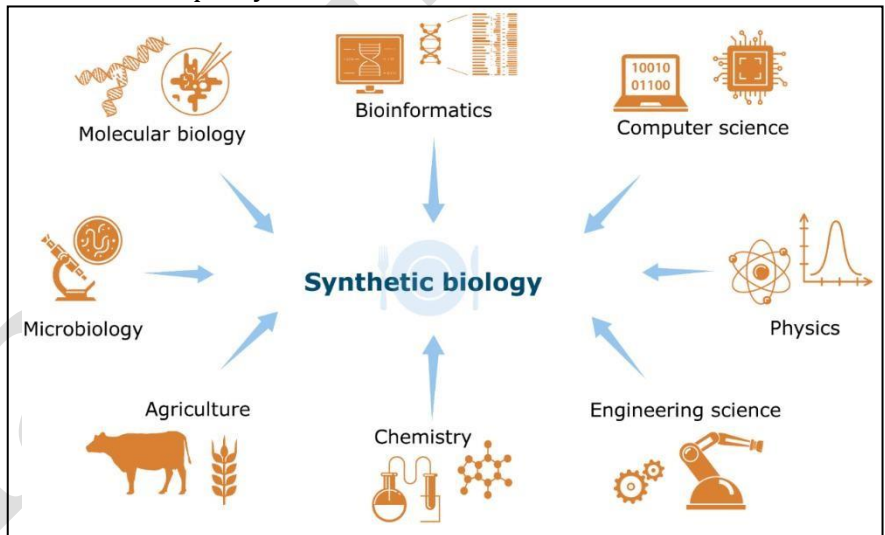 Bioinformatics
10010
01100
Computer science
Molecular biology
Synthetic biology
Microbiology
Physics
Agriculture
Chemistry
Engineering science